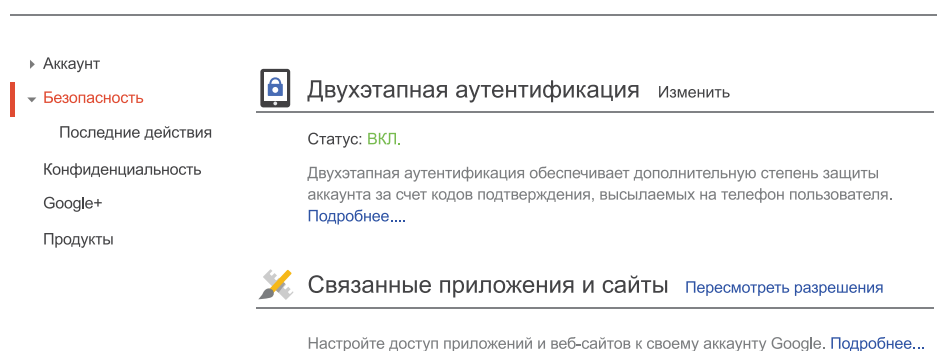 Аккаунт
Безопасность
Последние действия
Конфиденциальность
Google+
Продукты
Двухэтапная аутентификация Изменить
Статус: ВКЛ.
Двухэтапная аутентификация обеспечивает дополнительную степень защиты
аккаунта за счет кодов подтверждения, высылаемых на телефон пользователя.
Подробнее....
Связанные приложения и сайты Пересмотреть разрешения
Настройте доступ приложений и веб-сайтов к своему аккаунту Google. Подробнее...